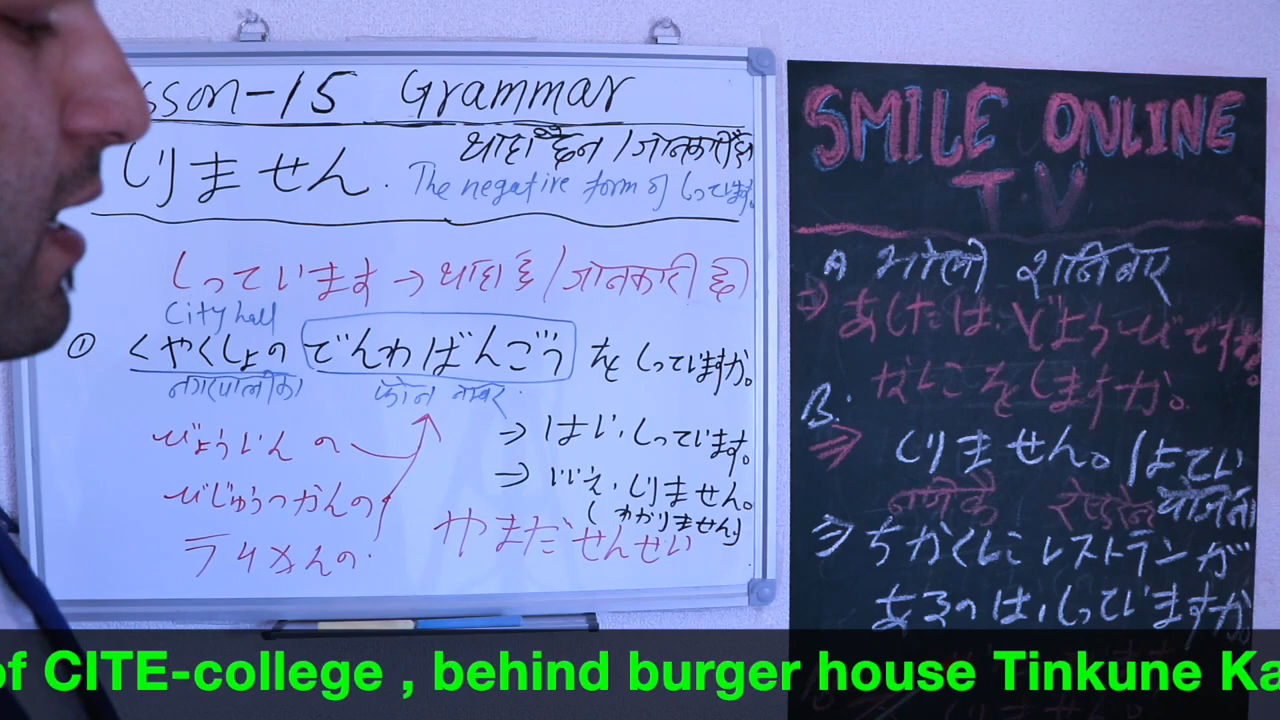 sson-15 Grammar
しりません. थाहा छैन / जानकारी छैन
The negative form of しっています。
しっています → थाहा छ / जानकारी छ
City hall
① くやくしょの でんわばんごう をしっていますか。
नगरपालिका फोन नम्बर
びょういんの
⇒ はい、しっています。
びじゅつかんの
⇒ いいえ、しりません。
(わかりません)
ラメさんの
やまだせんせい
SMILE ONLINE
T.V
A भोली शनिबार
⇒ あしたは、どようびですね。
なにをしますか。
B.
⇒ しりません。(よてい
नजिकै रेष्टुरेन्ट योजना
⇒ ちかくにレストランが
あるのは、しっていますか。
of CITE-college , behind burger house Tinkune Ka